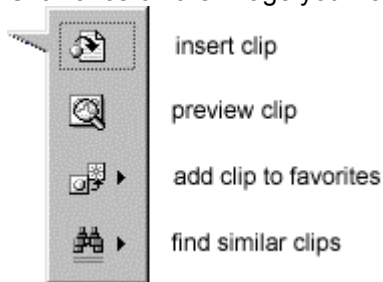 insert clip
preview clip
add clip to favorites
find similar clips